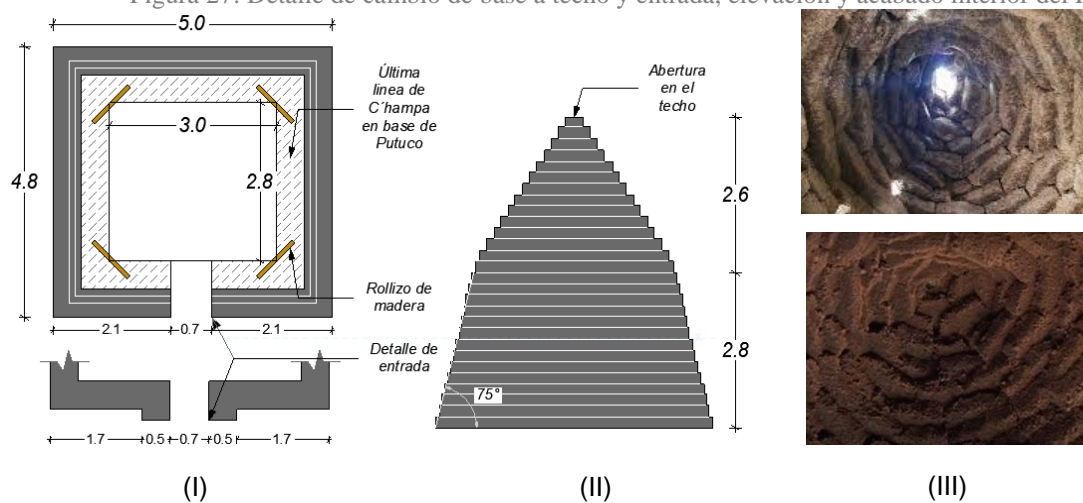 Figura 27. Detalle de cambio de base a techo y entrada, elevación y acabado interior del
5.0
Última
linea de
C´hampa
en base de
Putuco
3.0
4.8
2.8
Rollizo de
madera
2.1
0.7
2.1
Detalle de
entrada
1.7
0.5
0.7
0.5
1.7
(I)
Abertura
en el
techo
2.6
2.8
75°
(II)
(III)